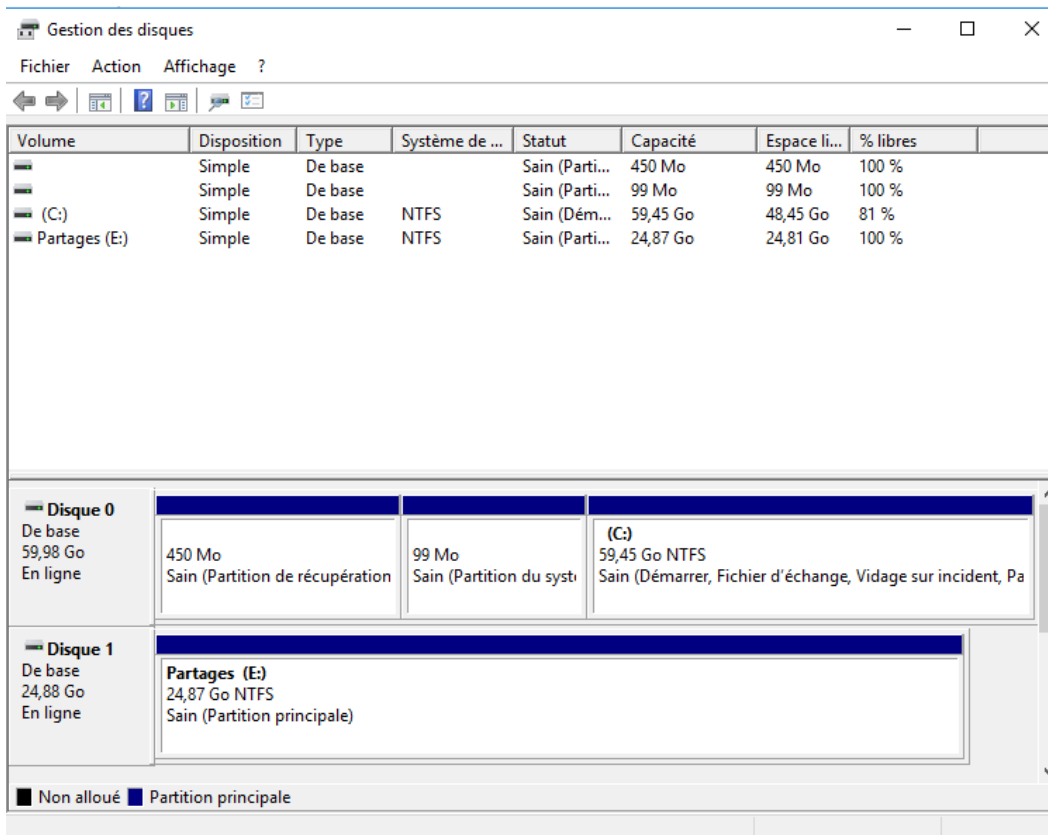 Gestion des disques
Fichier Action Affichage ?
Volume Disposition Type Système de ... Statut Capacité Espace li... % libres
Simple De base Sain (Parti... 450 Mo 450 Mo 100 %
Simple De base Sain (Parti... 99 Mo 99 Mo 100 %
(C:) Simple De base NTFS Sain (Dém... 59,45 Go 48,45 Go 81 %
Partages (E:) Simple De base NTFS Sain (Parti... 24,87 Go 24,81 Go 100 %
Disque 0
De base
59,98 Go
En ligne
450 Mo
Sain (Partition de récupération
99 Mo
Sain (Partition du systè
(C:)
59,45 Go NTFS
Sain (Démarrer, Fichier d'échange, Vidage sur incident, Pa
Disque 1
De base
24,88 Go
En ligne
Partages (E:)
24,87 Go NTFS
Sain (Partition principale)
Non alloué Partition principale